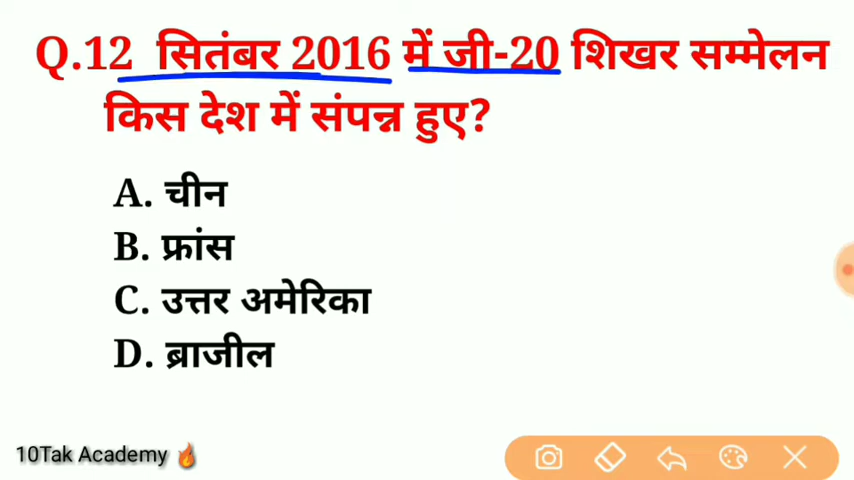 Q.12 सितंबर 2016 में जी-20 शिखर सम्मेलन
किस देश में संपन्न हुए?
A. चीन
B. फ्रांस
C. उत्तर अमेरिका
D. ब्राजील
10Tak Academy 🔥